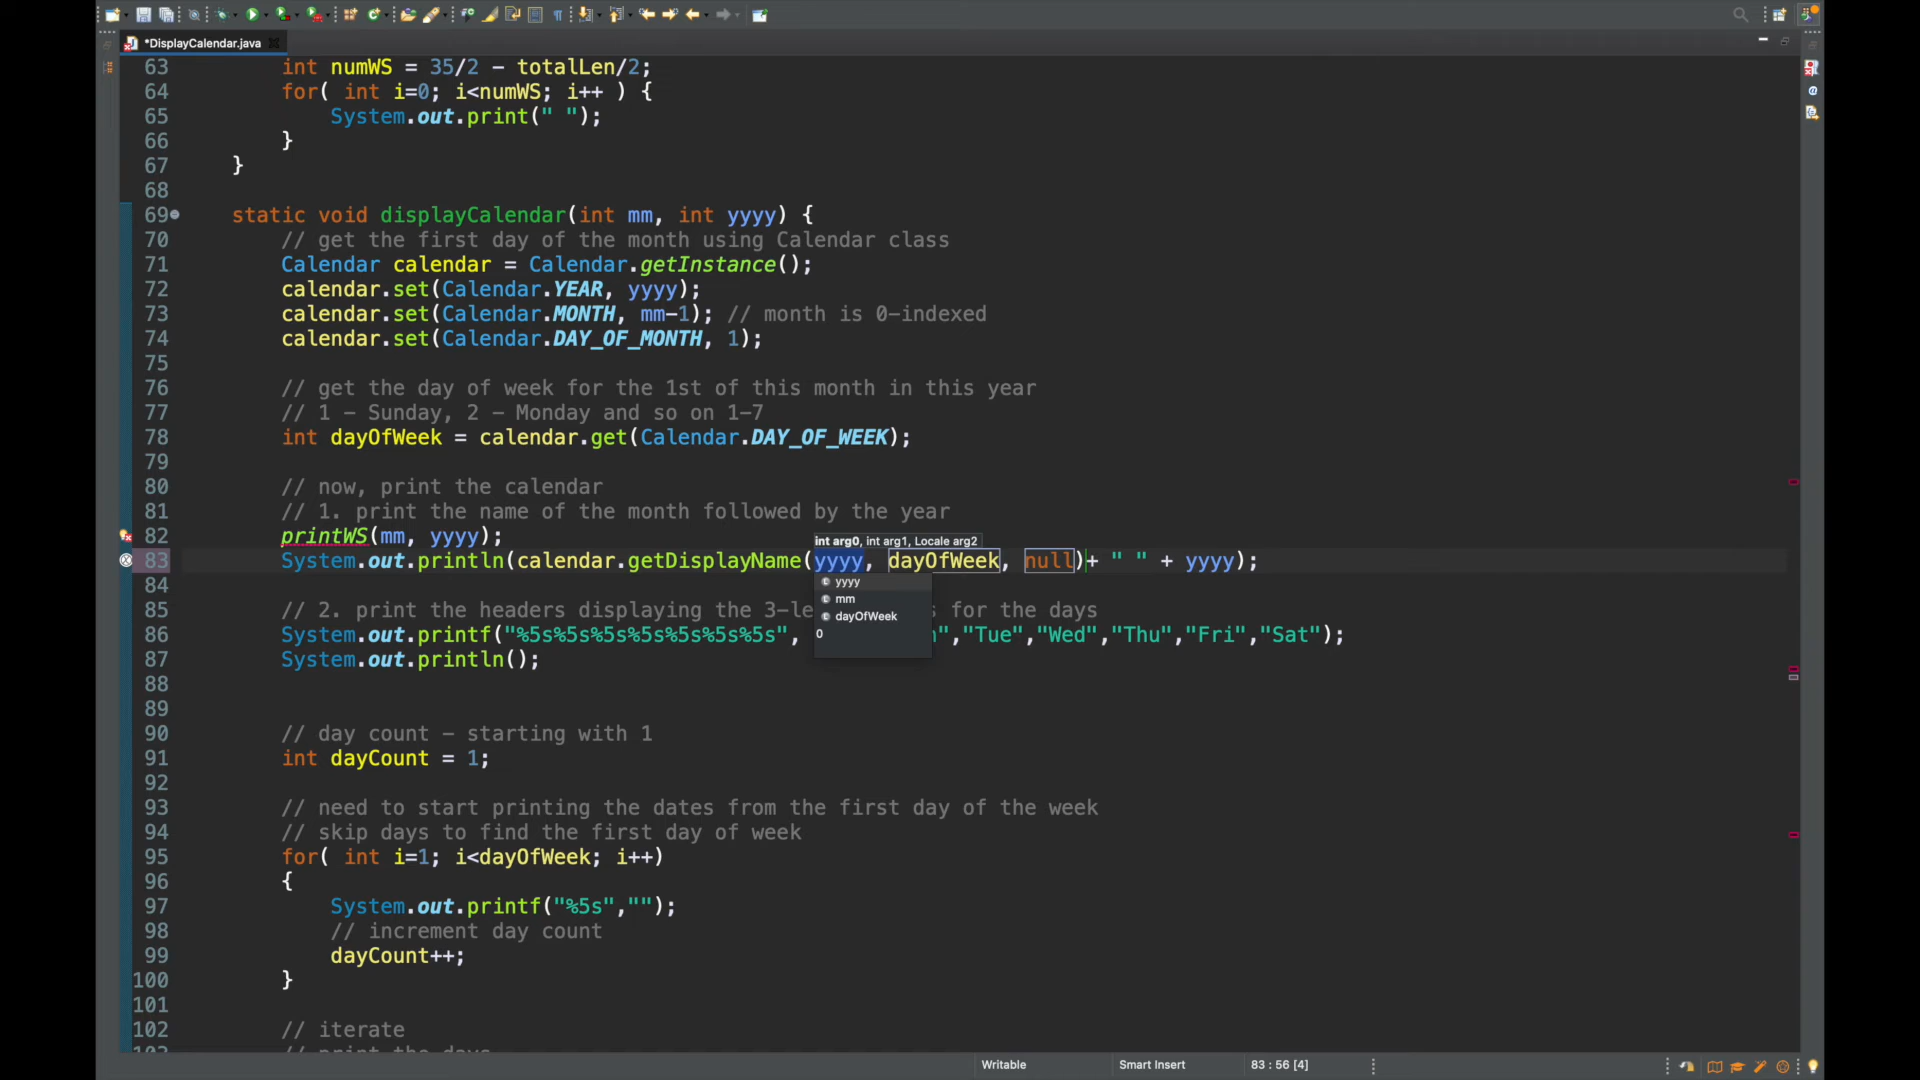 *DisplayCalendar.java
63 int numWS = 35/2 - totalLen/2;
64 for( int i=0; i<numWS; i++ ) {
65 System.out.print(" ");
66 }
67 }
68
69 static void displayCalendar(int mm, int yyyy) {
70 // get the first day of the month using Calendar class
71 Calendar calendar = Calendar.getInstance();
72 calendar.set(Calendar.YEAR, yyyy);
73 calendar.set(Calendar.MONTH, mm-1); // month is 0-indexed
74 calendar.set(Calendar.DAY_OF_MONTH, 1);
75
76 // get the day of week for the 1st of this month in this year
77 // 1 - Sunday, 2 - Monday and so on 1-7
78 int dayOfWeek = calendar.get(Calendar.DAY_OF_WEEK);
79
80 // now, print the calendar
81 // 1. print the name of the month followed by the year
82 printWS(mm, yyyy);
int arg0, int arg1, Locale arg2
83 System.out.println(calendar.getDisplayName(yyyy, dayOfWeek, null)+ " " + yyyy);
yyyy
mm
dayOfWeek
0
84
85 // 2. print the headers displaying the 3-le s for the days
86 System.out.printf("%5s%5s%5s%5s%5s%5s%5s", n","Tue","Wed","Thu","Fri","Sat");
87 System.out.println();
88
89
90 // day count - starting with 1
91 int dayCount = 1;
92
93 // need to start printing the dates from the first day of the week
94 // skip days to find the first day of week
95 for( int i=1; i<dayOfWeek; i++)
96 {
97 System.out.printf("%5s","");
98 // increment day count
99 dayCount++;
100 }
101
102 // iterate
// print the days
Writable Smart Insert 83 : 56 [4]